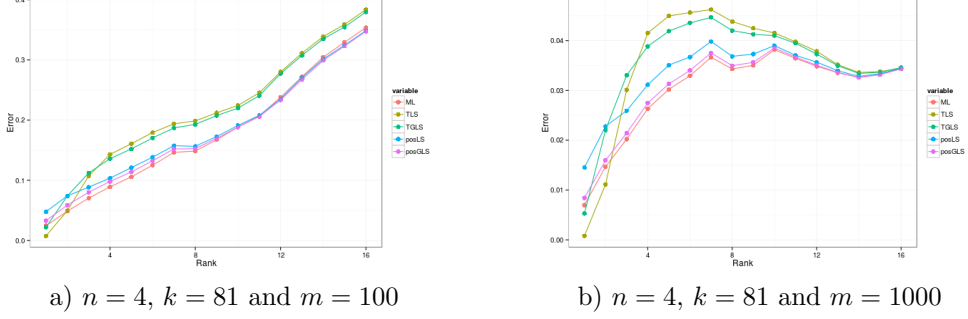 0.4
0.3
0.2
0.1
0.0
Error
4
8
12
16
Rank
variable
ML
TLS
TGLS
posLS
posGLS
a) n = 4, k = 81 and m = 100
0.04
0.03
0.02
0.01
0.00
Error
4
8
12
16
Rank
variable
ML
TLS
TGLS
posLS
posGLS
b) n = 4, k = 81 and m = 1000